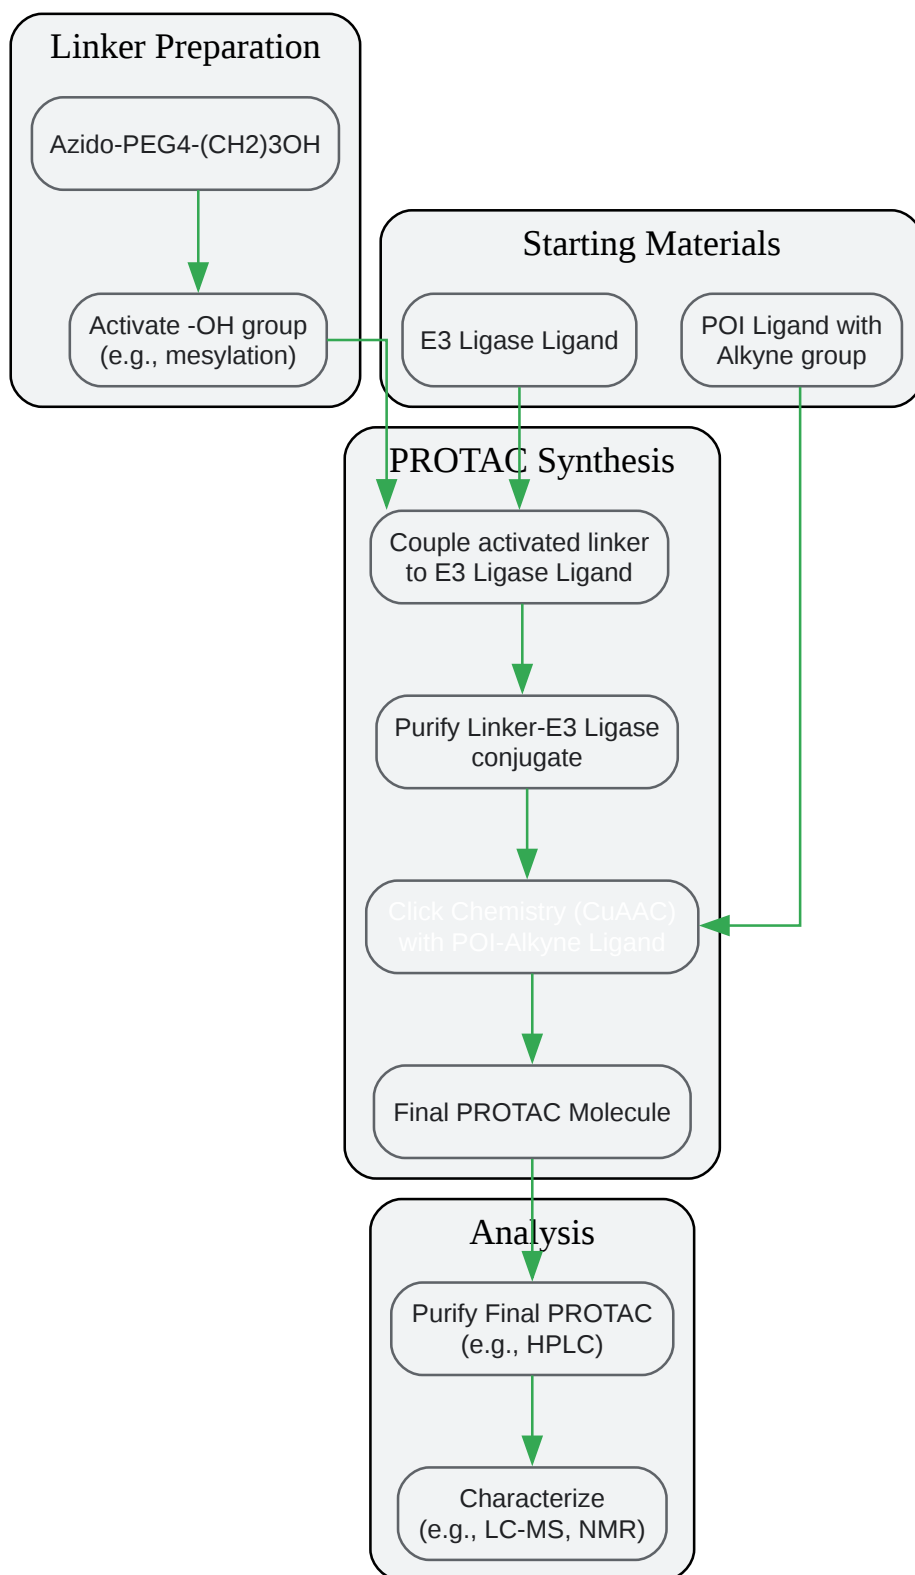 Linker Preparation
Azido-PEG4-(CH2)3OH
Activate -OH group
(e.g., mesylation)
Starting Materials
E3 Ligase Ligand
POI Ligand with
Alkyne group
PROTAC Synthesis
Couple activated linker
to E3 Ligase Ligand
Purify Linker-E3 Ligase
conjugate
Click Chemistry (CuAAC)
with POI-Alkyne Ligand
Final PROTAC Molecule
Analysis
Purify Final PROTAC
(e.g., HPLC)
Characterize
(e.g., LC-MS, NMR)